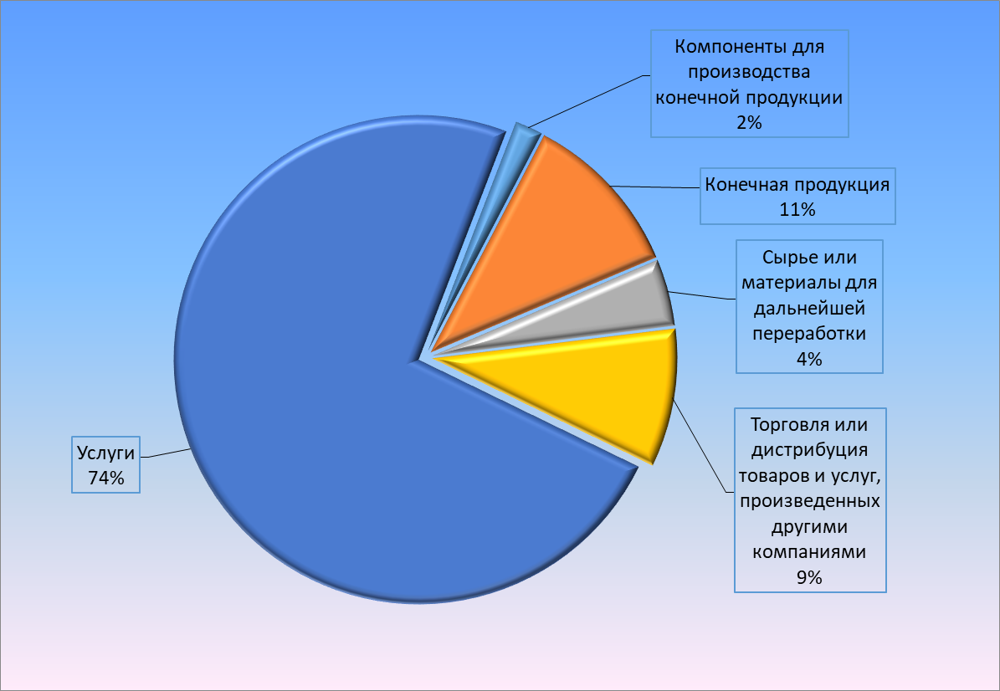 Компоненты для
производства
конечной продукции
2%
Конечная продукция
11%
Сырье или
материалы для
дальнейшей
переработки
4%
Торговля или
дистрибуция
товаров и услуг,
произведенных
другими
компаниями
9%
Услуги
74%